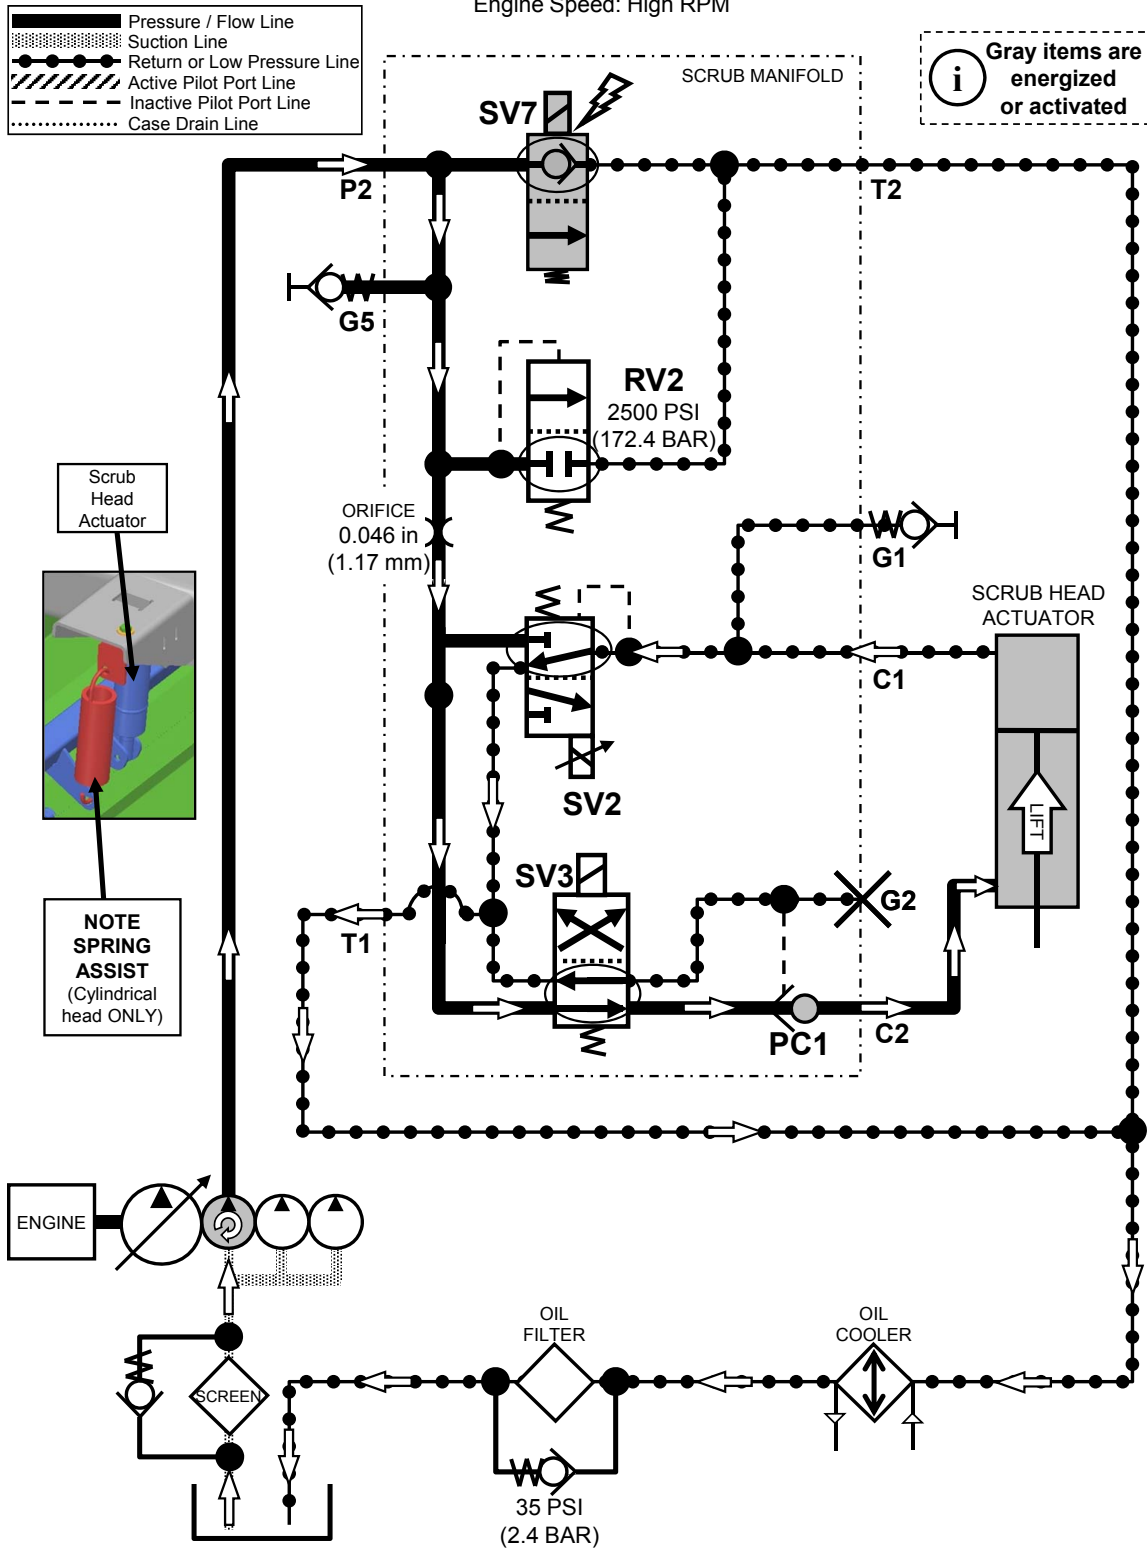 Engine Speed: High RPM
Pressure / Flow Line
Suction Line
Return or Low Pressure Line
Active Pilot Port Line
Inactive Pilot Port Line
Case Drain Line
SCRUB MANIFOLD
i
Gray items are
energized
or activated
SV7
P2
T2
G5
RV2
2500 PSI
(172.4 BAR)
Scrub
Head
Actuator
ORIFICE
0.046 in
(1.17 mm)
G1
SCRUB HEAD
ACTUATOR
C1
SV2
LIFT
SV3
G2
NOTE
SPRING
ASSIST
(Cylindrical
head ONLY)
T1
PC1
C2
ENGINE
OIL
FILTER
OIL
COOLER
SCREEN
35 PSI
(2.4 BAR)